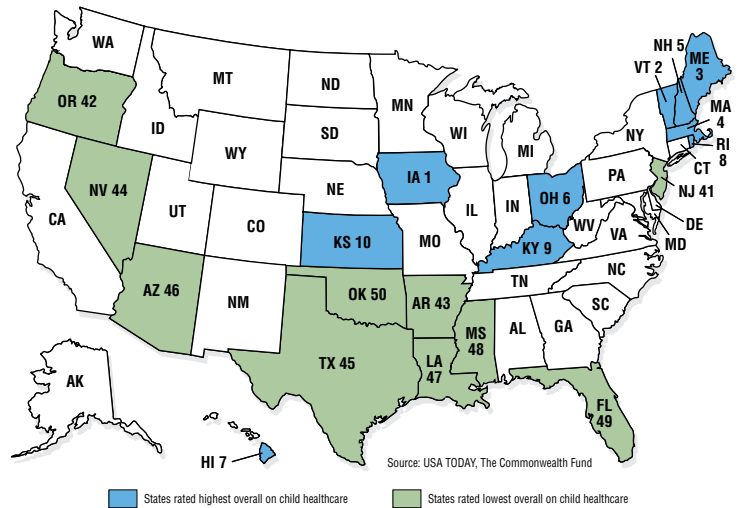 WA
NH 5
ME
3
VT 2
MT
ND
MN
OR 42
MA
4
ID
SD
WI
NY
RI
8
WY
MI
CT
IA 1
PA
NV 44
NE
OH 6
NJ 41
IL
IN
CA
UT
CO
WV
DE
KS 10
MO
KY 9
VA
MD
NC
TN
AZ 46
OK 50
NM
AR 43
SC
MS
48
AL
GA
TX 45
LA
47
AK
FL
49
HI 7
Source: USA TODAY, The Commonwealth Fund
States rated highest overall on child healthcare
States rated lowest overall on child healthcare